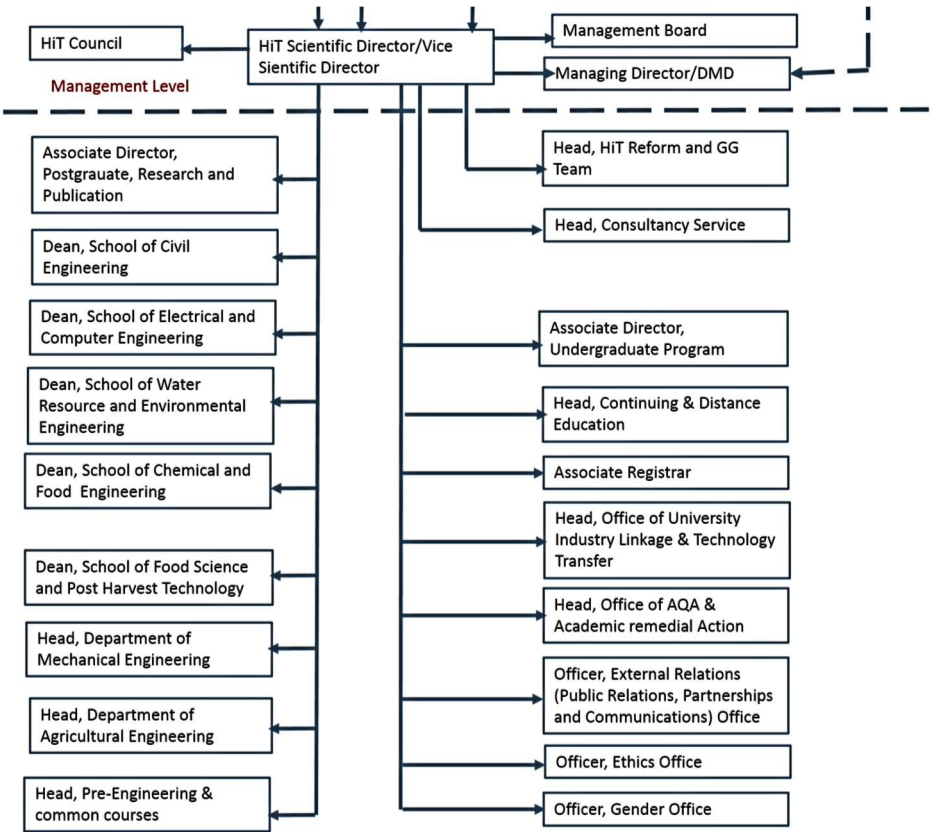 HiT Council
HiT Scientific Director/Vice
Sientific Director
Management Board
Managing Director/DMD
Management Level
Associate Director,
Postgrauate, Research and
Publication
Dean, School of Civil
Engineering
Dean, School of Electrical and
Computer Engineering
Dean, School of Water
Resource and Environmental
Engineering
Dean, School of Chemical and
Food Engineering
Dean, School of Food Science
and Post Harvest Technology
Head, Department of
Mechanical Engineering
Head, Department of
Agricultural Engineering
Head, Pre-Engineering &
common courses
Head, HiT Reform and GG
Team
Head, Consultancy Service
Associate Director,
Undergraduate Program
Head, Continuing & Distance
Education
Associate Registrar
Head, Office of University
Industry Linkage & Technology
Transfer
Head, Office of AQA &
Academic remedial Action
Officer, External Relations
(Public Relations, Partnerships
and Communications) Office
Officer, Ethics Office
Officer, Gender Office